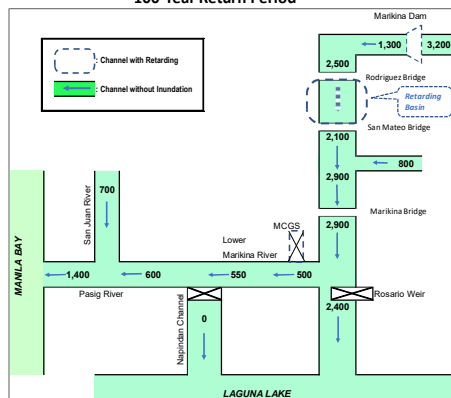 100-Year Return Period
Marikina Dam
: Channel with Retarding
1,300
3,200
2,500
Rodriguez Bridge
: Channel without Inundation
Retarding
Basin
San Mateo Bridge
2,100
800
700
2,900
San Juan River
Marikina Bridge
MCGS
2,900
Lower
Marikina River
MANILA BAY
1,400
600
550
500
Pasig River
Rosario Weir
Napindan Channel
0
2,400
LAGUNA LAKE